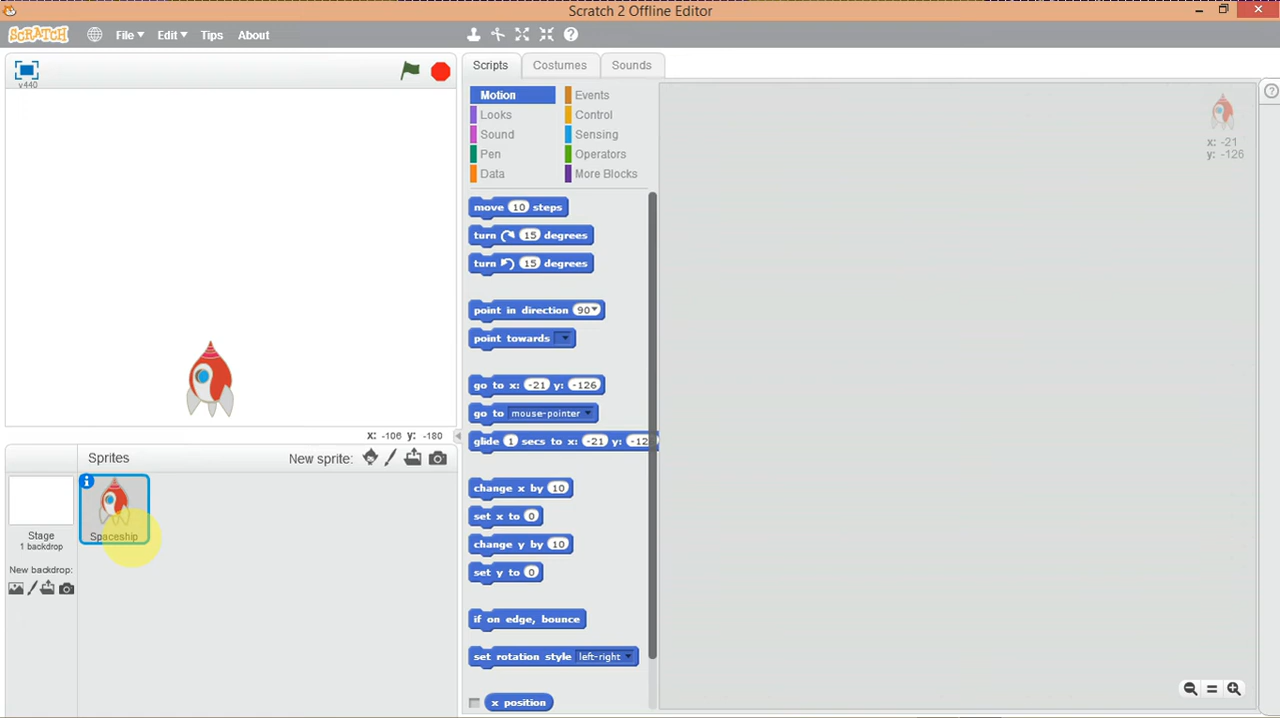 Scratch 2 Offline Editor
SCRATCH File Edit Tips About
v440
Scripts Costumes Sounds
Motion Events
Looks Control
Sound Sensing
Pen Operators
Data More Blocks
x: -21
y: -126
move 10 steps
turn 15 degrees
turn 15 degrees
point in direction 90
point towards
go to x: -21 y: -126
go to mouse-pointer
glide 1 secs to x: -21 y: -12
change x by 10
set x to 0
change y by 10
set y to 0
if on edge, bounce
set rotation style left-right
x position
x: -106 y: -180
Sprites New sprite:
Stage
1 backdrop
New backdrop:
Spaceship